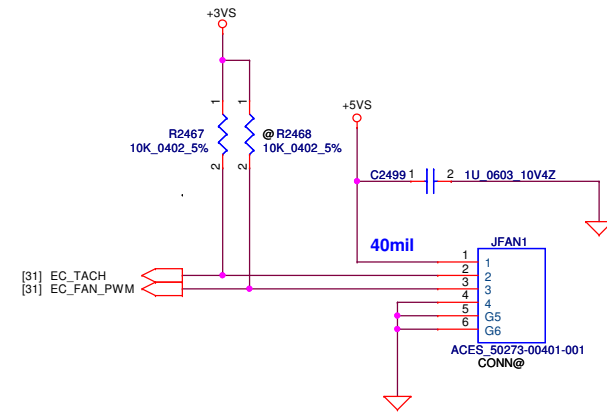 +3VS
1
1
R2467
10K_0402_5%
@ R2468
10K_0402_5%
2
2
+5VS
C2499 1
2 1U_0603_10V4Z
40mil
JFAN1
[31] EC_TACH
[31] EC_FAN_PWM
1 1
2 2
3 3
4 4
5 G5
6 G6
ACES_50273-00401-001
CONN@